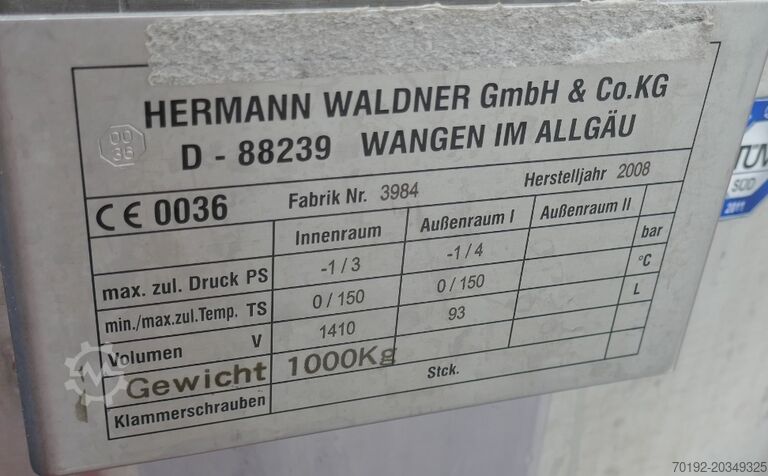 HERMANN WALDNER GmbH & Co.KG
D - 88239 WANGEN IM ALLGÄU
00
36
CE 0036 Fabrik Nr. 3984 Herstelljahr 2008
Innenraum Außenraum I Außenraum II
max. zul. Druck PS -1 / 3 -1 / 4 bar
min./max.zul.Temp. TS 0 / 150 0 / 150 °C
Volumen V 1410 93 L
Gewicht 1000Kg
Klammerschrauben Stck.
TÜV
SÜD
2011
70192-20349325